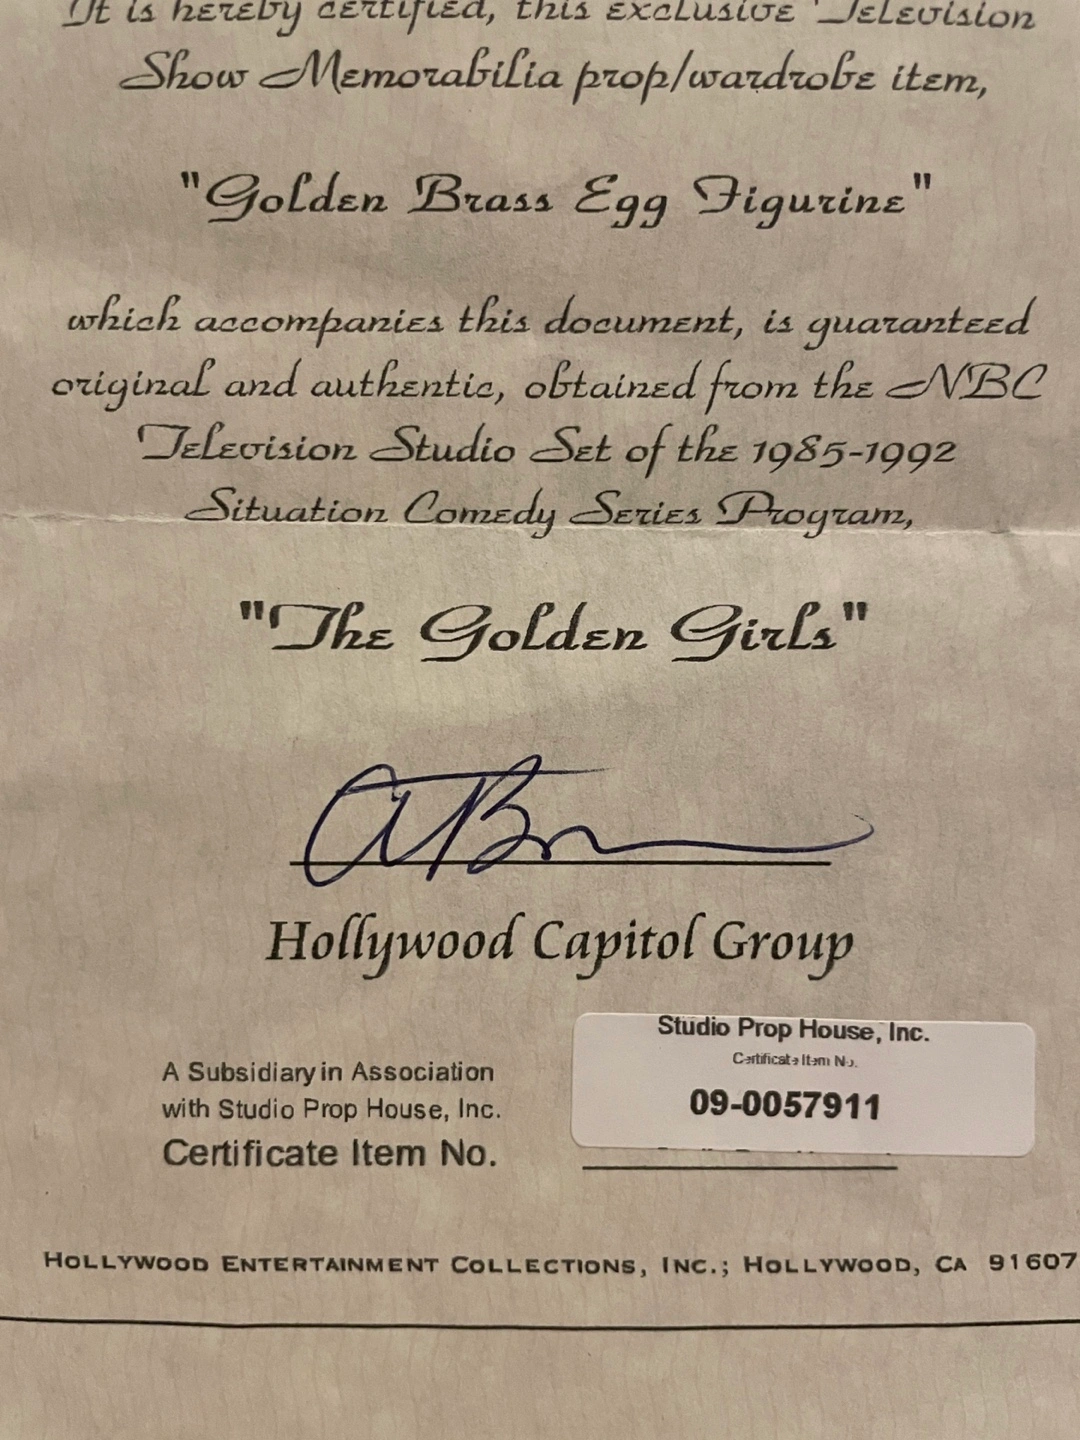 It is hereby certified, this exclusive Television
Show Memorabilia prop/wardrobe item,
"Golden Brass Egg Figurine"
which accompanies this document, is guaranteed
original and authentic, obtained from the NBC
Television Studio Set of the 1985-1992
Situation Comedy Series Program,
"The Golden Girls"
Hollywood Capitol Group
Studio Prop House, Inc.
Certificate Item No.
09-0057911
A Subsidiary in Association
with Studio Prop House, Inc.
Certificate Item No.
HOLLYWOOD ENTERTAINMENT COLLECTIONS, INC.; HOLLYWOOD, CA 91607